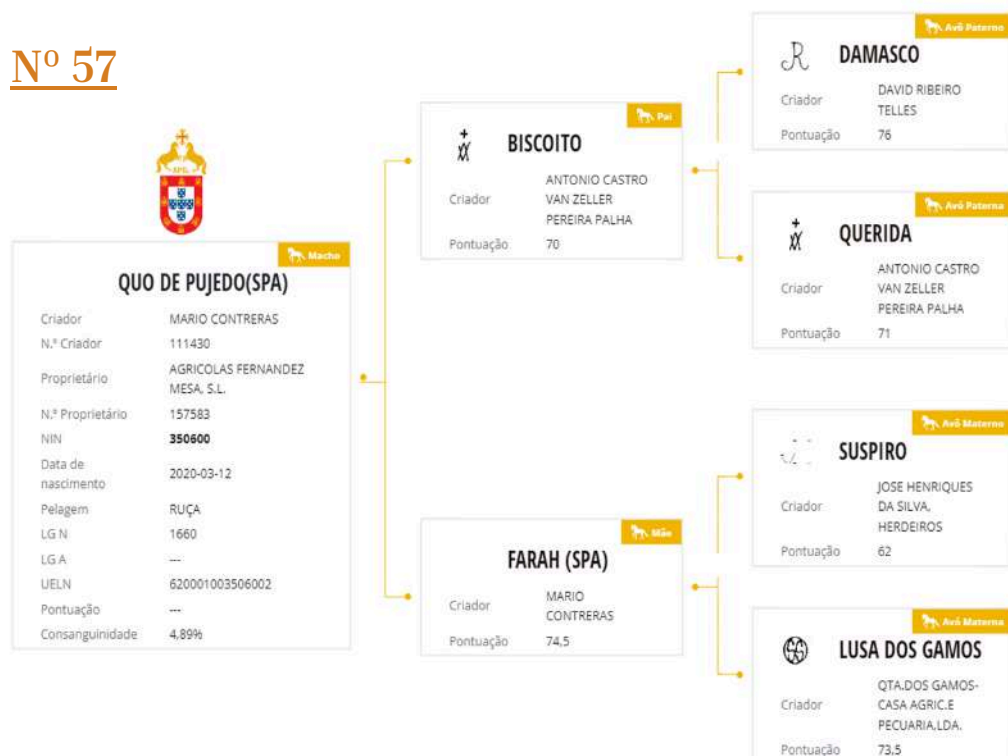 Nº 57
APSL
Macho
QUO DE PUJEDO(SPA)
Criador MARIO CONTRERAS
N.º Criador 111430
Proprietário AGRICOLAS FERNANDEZ
MESA, S.L.
N.º Proprietário 157583
NIN 350600
Data de
nascimento 2020-03-12
Pelagem RUÇA
LG N 1660
LG A ---
UELN 620001003506002
Pontuação ---
Consanguinidade 4,89%
Pai
BISCOITO
Criador ANTONIO CASTRO
VAN ZELLER
PEREIRA PALHA
Pontuação 70
Mãe
FARAH (SPA)
Criador MARIO
CONTRERAS
Pontuação 74,5
Avô Paterno
DAMASCO
Criador DAVID RIBEIRO
TELLES
Pontuação 76
Avó Paterna
QUERIDA
Criador ANTONIO CASTRO
VAN ZELLER
PEREIRA PALHA
Pontuação 71
Avô Materno
SUSPIRO
Criador JOSE HENRIQUES
DA SILVA,
HERDEIROS
Pontuação 62
Avó Materna
LUSA DOS GAMOS
Criador QTA.DOS GAMOS-
CASA AGRIC.E
PECUARIA,LDA.
Pontuação 73,5